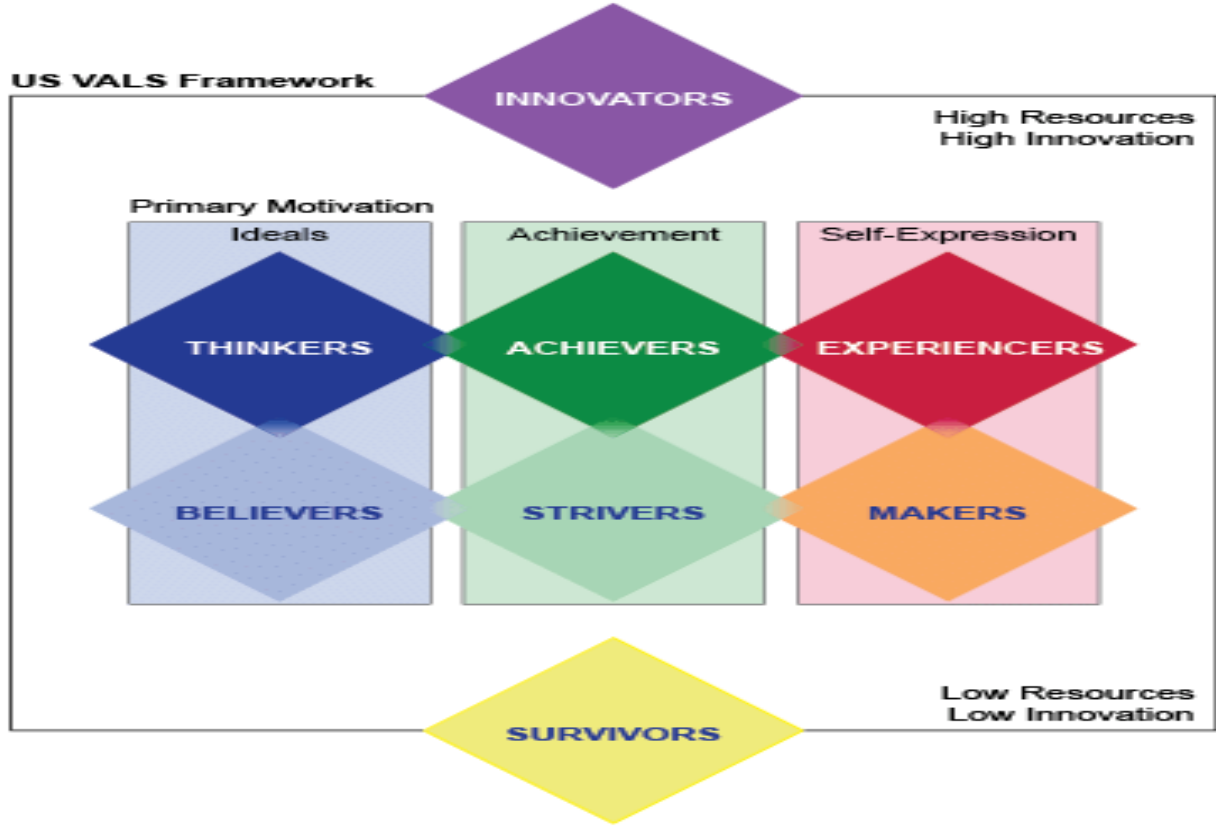 US VALS Framework
INNOVATORS
High Resources
High Innovation
Primary Motivation
Ideals
Achievement
Self-Expression
THINKERS
ACHIEVERS
EXPERIENCERS
BELIEVERS
STRIVERS
MAKERS
Low Resources
Low Innovation
SURVIVORS